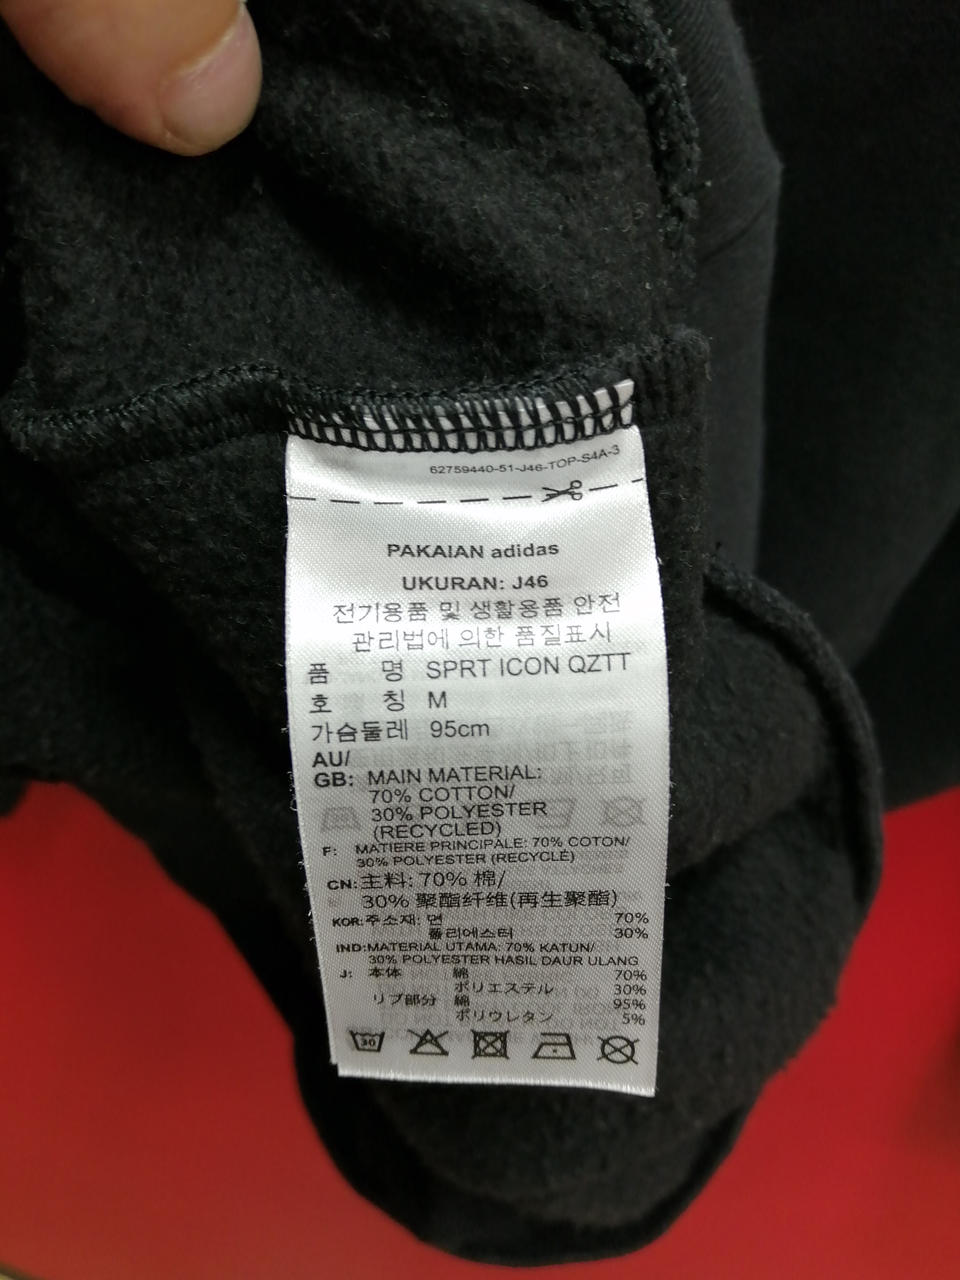 62759440-51-J46-TOP-S4A-3
PAKAIAN adidas
UKURAN: J46
전기용품 및 생활용품 안전
관리법에 의한 품질표시
품 명 SPRT ICON QZTT
호 칭 M
가슴둘레 95cm
AU/
GB: MAIN MATERIAL:
70% COTTON/
30% POLYESTER
(RECYCLED)
F: MATIERE PRINCIPALE: 70% COTON/
30% POLYESTER (RECYCLÉ)
CN: 主料: 70% 棉/
30% 聚酯纤维(再生聚酯)
KOR: 주소재: 면 70%
폴리에스터 30%
IND: MATERIAL UTAMA: 70% KATUN/
30% POLYESTER HASIL DAUR ULANG
J: 本体 綿 70%
ポリエステル 30%
リブ部分 綿 95%
ポリウレタン 5%
30